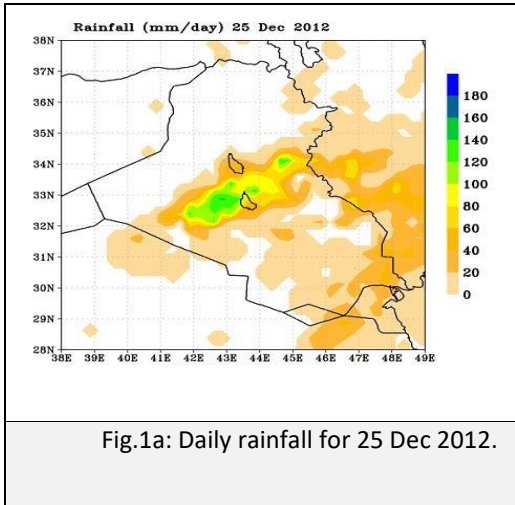 Rainfall (mm/day) 25 Dec 2012
38N
37N
36N
35N
34N
33N
32N
31N
30N
29N
28N
38E 39E 40E 41E 42E 43E 44E 45E 46E 47E 48E 49E
180
160
140
120
100
80
60
40
20
0
Fig.1a: Daily rainfall for 25 Dec 2012.